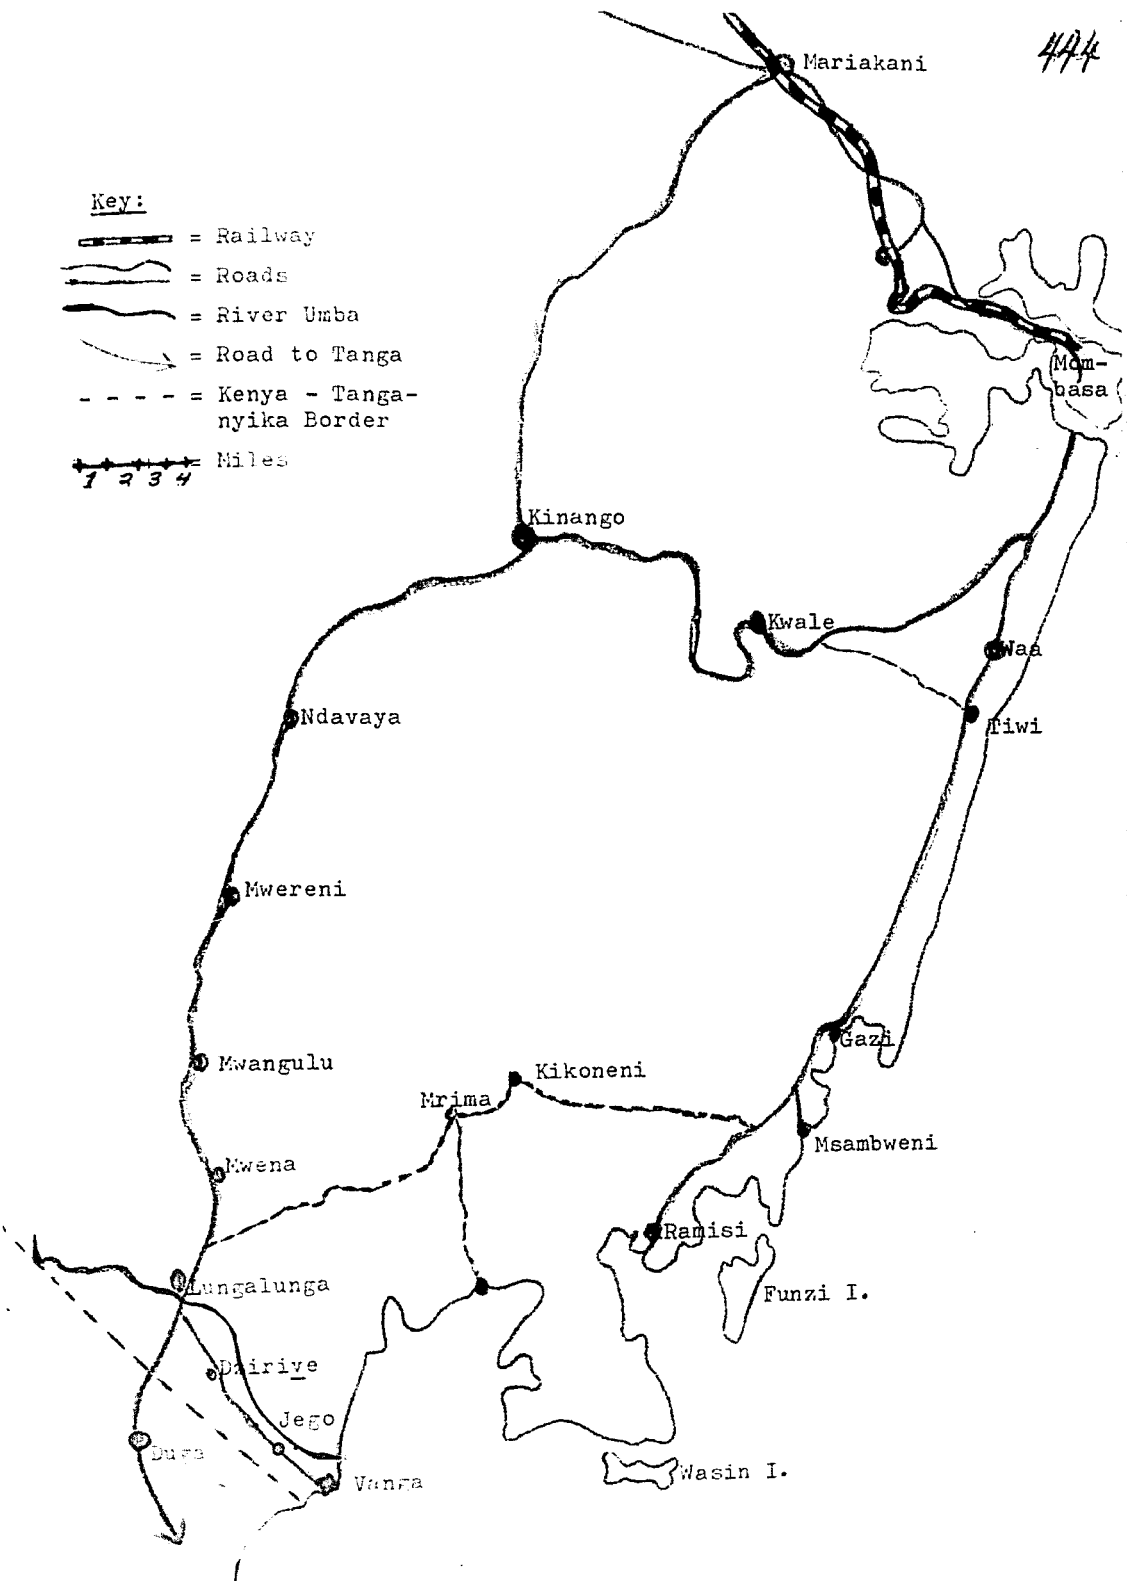 444
Mariakani
Key:
= Railway
= Roads
= River Umba
= Road to Tanga
= Kenya - Tanga-
nyika Border
= Miles
1 2 3 4
Mom-
basa
Kinango
Kwale
Waa
Tiwi
Ndavaya
Mwereni
Gazi
Mwangulu
Kikoneni
Mrima
Msambweni
Mwena
Ramisi
Lungalunga
Funzi I.
Jego
Duga
Wasin I.
Vanga